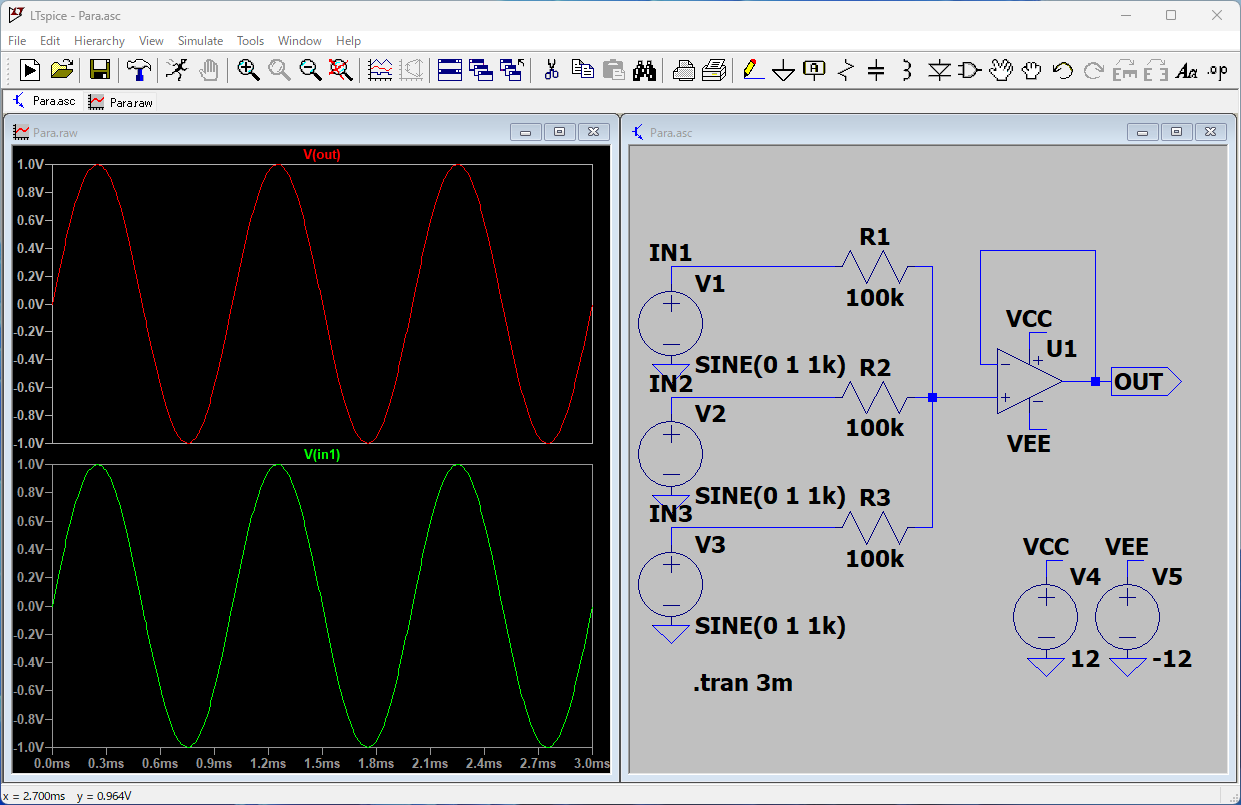 LTspice - Para.asc
File Edit Hierarchy View Simulate Tools Window Help
Para.asc Para.raw
Para.raw
V(out)
1.0V
0.8V
0.6V
0.4V
0.2V
0.0V
-0.2V
-0.4V
-0.6V
-0.8V
-1.0V
V(in1)
1.0V
0.8V
0.6V
0.4V
0.2V
0.0V
-0.2V
-0.4V
-0.6V
-0.8V
-1.0V
0.0ms 0.3ms 0.6ms 0.9ms 1.2ms 1.5ms 1.8ms 2.1ms 2.4ms 2.7ms 3.0ms
Para.asc
IN1
V1
R1
100k
SINE(0 1 1k)
IN2
V2
R2
100k
SINE(0 1 1k)
IN3
V3
R3
100k
SINE(0 1 1k)
VCC
U1
OUT
VEE
VCC
V4
12
VEE
V5
-12
.tran 3m
x = 2.700ms y = 0.964V